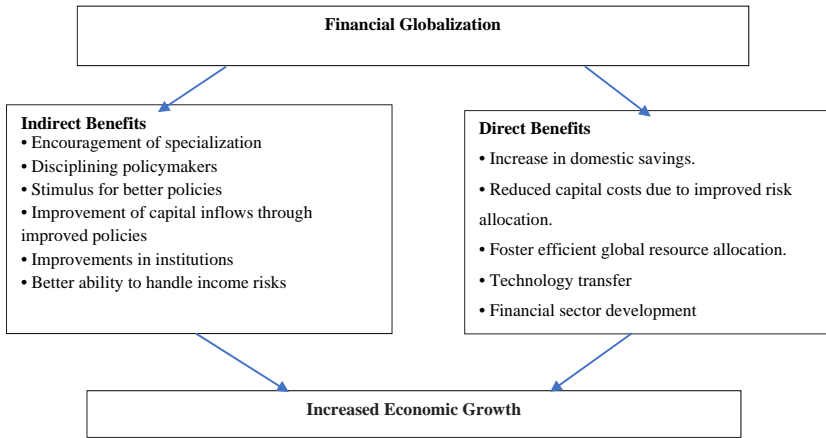 Financial Globalization
Indirect Benefits
• Encouragement of specialization
• Disciplining policymakers
• Stimulus for better policies
• Improvement of capital inflows through
improved policies
• Improvements in institutions
• Better ability to handle income risks
Direct Benefits
• Increase in domestic savings.
• Reduced capital costs due to improved risk
allocation.
• Foster efficient global resource allocation.
• Technology transfer
• Financial sector development
Increased Economic Growth